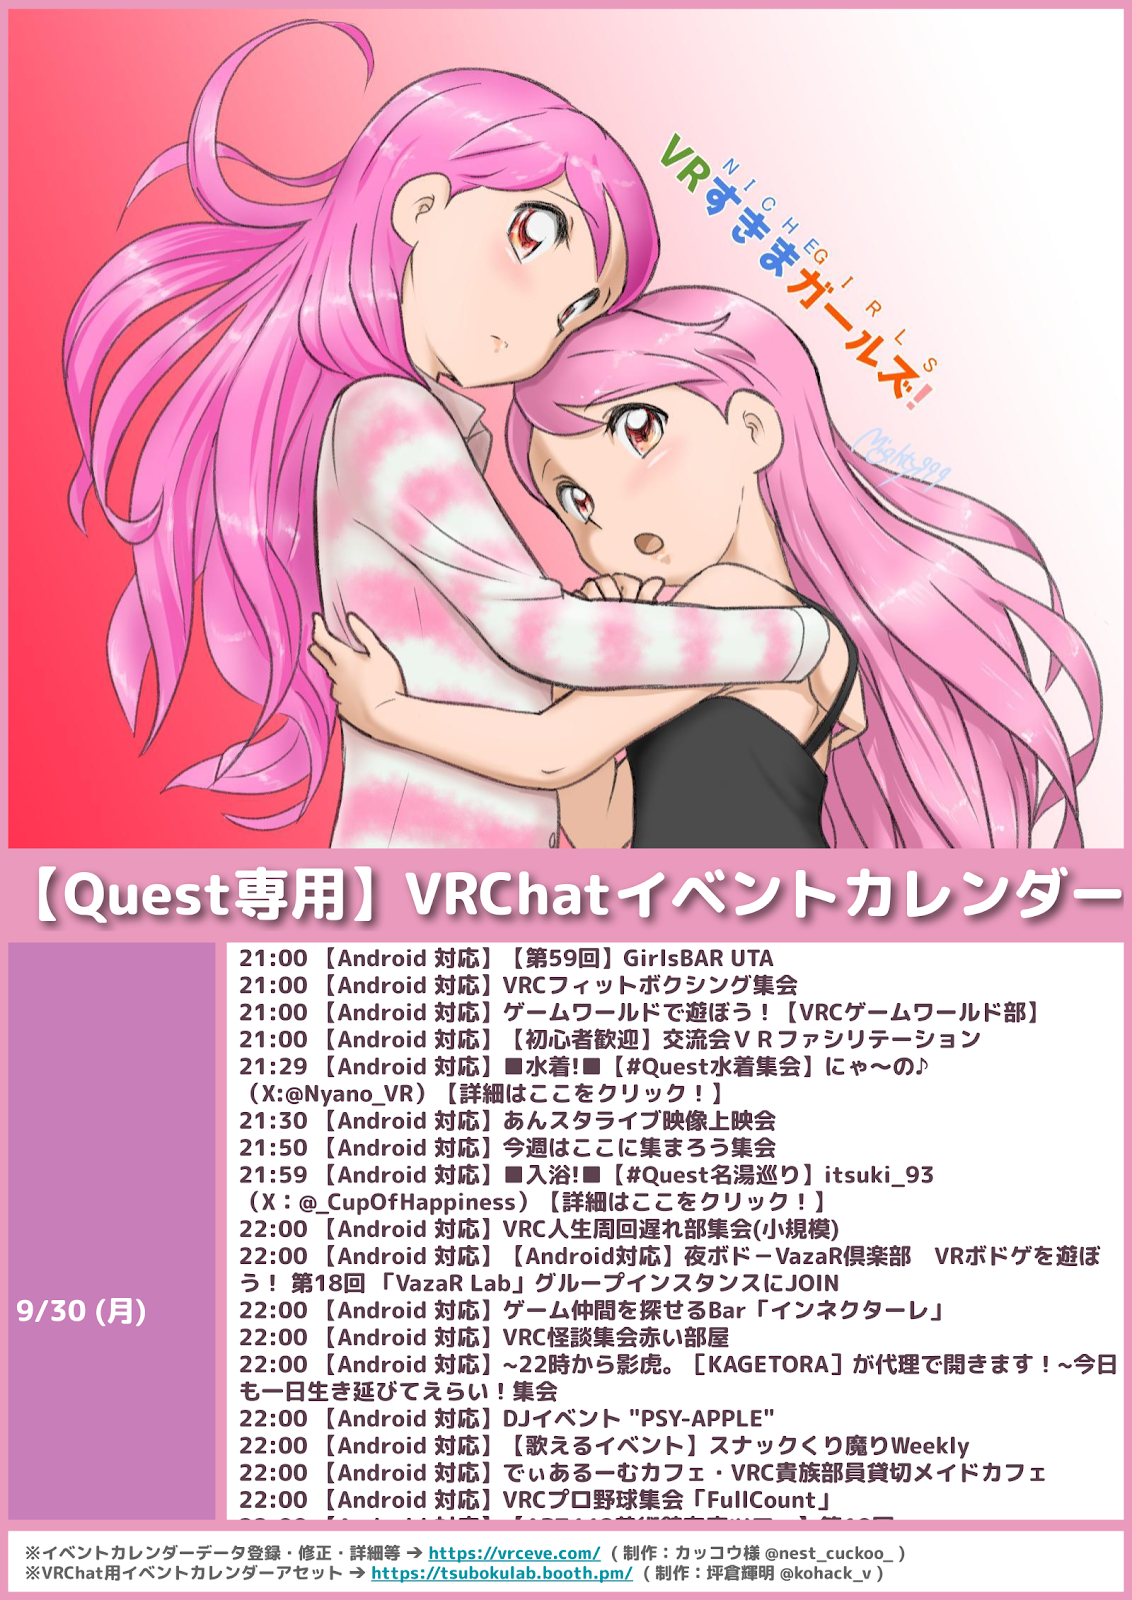 NICHE GIRLS
VRすきまガールズ!
Mighty999
【Quest専用】VRChatイベントカレンダー
9/30 (月)
21:00 【Android 対応】【第59回】GirlsBAR UTA
21:00 【Android 対応】VRCフィットボクシング集会
21:00 【Android 対応】ゲームワールドで遊ぼう！【VRCゲームワールド部】
21:00 【Android 対応】【初心者歓迎】交流会ＶＲファシリテーション
21:29 【Android 対応】■水着!■【#Quest水着集会】にゃ〜の♪
（X:@Nyano_VR）【詳細はここをクリック！】
21:30 【Android 対応】あんスタライブ映像上映会
21:50 【Android 対応】今週はここに集まろう集会
21:59 【Android 対応】■入浴!■【#Quest名湯巡り】itsuki_93
（X：@_CupOfHappiness）【詳細はここをクリック！】
22:00 【Android 対応】VRC人生周回遅れ部集会(小規模)
22:00 【Android 対応】【Android対応】夜ボドーVazaR倶楽部　VRボドゲを遊ぼ
う！ 第18回 「VazaR Lab」グループインスタンスにJOIN
22:00 【Android 対応】ゲーム仲間を探せるBar「インネクターレ」
22:00 【Android 対応】VRC怪談集会赤い部屋
22:00 【Android 対応】~22時から影虎。［KAGETORA］が代理で開きます！~今日
も一日生き延びてえらい！集会
22:00 【Android 対応】DJイベント "PSY-APPLE"
22:00 【Android 対応】【歌えるイベント】スナックくり魔りWeekly
22:00 【Android 対応】でぃあるーむカフェ・VRC貴族部員貸切メイドカフェ
22:00 【Android 対応】VRCプロ野球集会「FullCount」
※イベントカレンダーデータ登録・修正・詳細等 → https://vrceve.com/ （ 制作：カッコウ様 @nest_cuckoo_ ）
※VRChat用イベントカレンダーアセット → https://tsubokulab.booth.pm/ （ 制作：坪倉輝明 @kohack_v ）